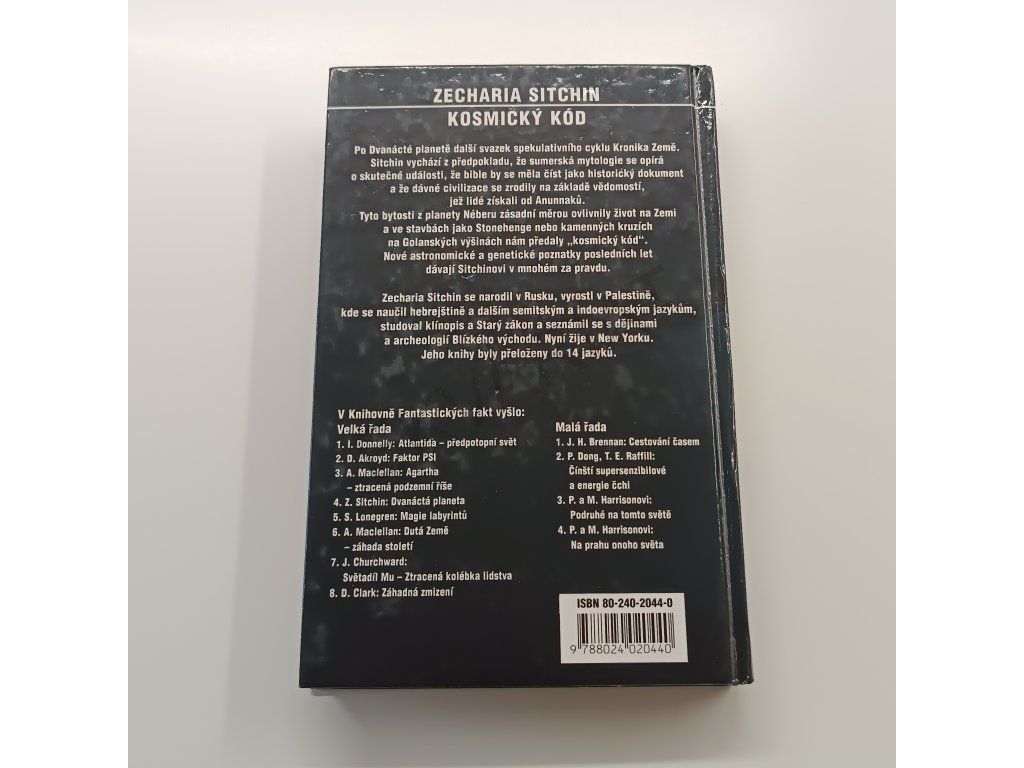 ZECHARIA SITCHIN
KOSMICKÝ KÓD
Po Dvanácté planetě další svazek spekulativního cyklu Kronika Země.
Sitchin vychází z předpokladu, že sumerská mytologie se opírá
o skutečné události, že bible by se měla číst jako historický dokument
a že dávné civilizace se zrodily na základě vědomostí,
jež lidé získali od Anunnaků.
Tyto bytosti z planety Néberu zásadní měrou ovlivnily život na Zemi
a ve stavbách jako Stonehenge nebo kamenných kruzích
na Golanských výšinách nám předaly „kosmický kód“.
Nové astronomické a genetické poznatky posledních let
dávají Sitchinovi v mnohém za pravdu.
Zecharia Sitchin se narodil v Rusku, vyrostl v Palestině,
kde se naučil hebrejštině a dalším semitským a indoevropským jazykům,
studoval klínopis a Starý zákon a seznámil se s dějinami
a archeologií Blízkého východu. Nyní žije v New Yorku.
Jeho knihy byly přeloženy do 14 jazyků.
V Knihovně Fantastických fakt vyšlo:
Velká řada
1. I. Donnelly: Atlantida – předpotopní svět
2. D. Akroyd: Faktor PSI
3. A. Maclellan: Agartha
– ztracená podzemní říše
4. Z. Sitchin: Dvanáctá planeta
5. S. Lonegren: Magie labyrintů
6. A. Maclellan: Dutá Země
– záhada století
7. J. Churchward:
Světadíl Mu – Ztracená kolébka lidstva
8. D. Clark: Záhadná zmizení
Malá řada
1. J. H. Brennan: Cestování časem
2. P. Dong, T. E. Raffill:
Čínští supersenzibilové
a energie čchi
3. P. a M. Harrisonovi:
Podruhé na tomto světě
4. P. a M. Harrisonovi:
Na prahu onoho světa
ISBN 80-240-2044-0
9 788024 020440